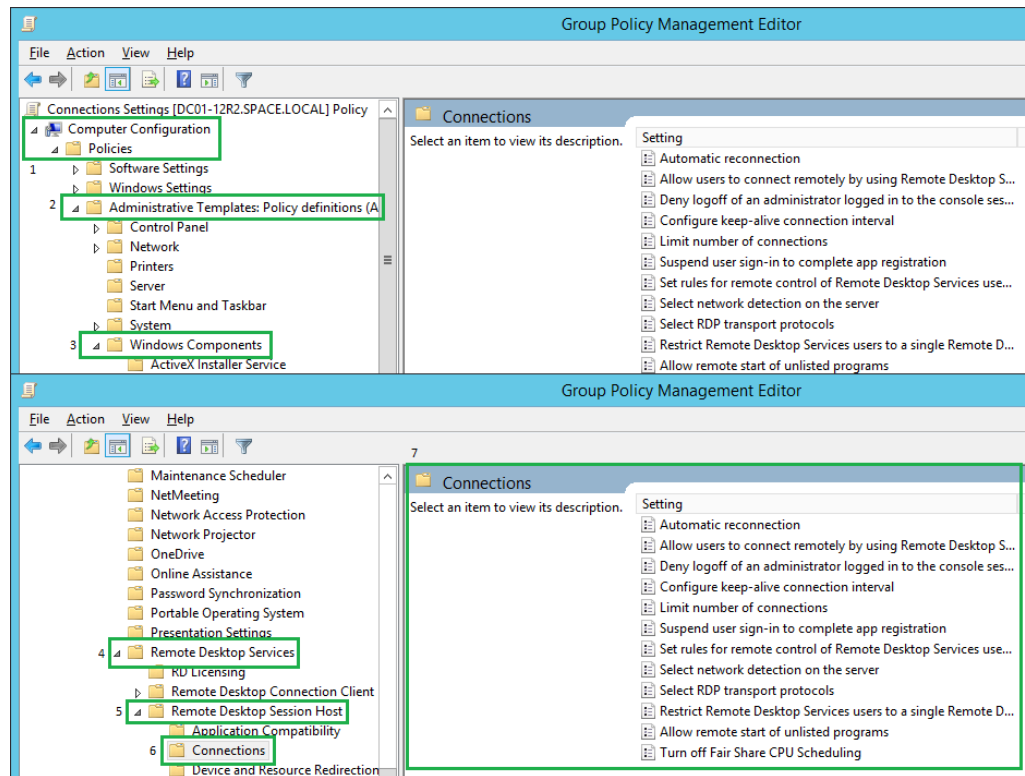 Group Policy Management Editor
File Action View Help
Connections Settings [DC01-12R2.SPACE.LOCAL] Policy
Computer Configuration
Policies
1
Software Settings
Windows Settings
2
Administrative Templates: Policy definitions (A
Control Panel
Network
Printers
Server
Start Menu and Taskbar
System
3
Windows Components
ActiveX Installer Service
Connections
Select an item to view its description.
Setting
Automatic reconnection
Allow users to connect remotely by using Remote Desktop S...
Deny logoff of an administrator logged in to the console ses...
Configure keep-alive connection interval
Limit number of connections
Suspend user sign-in to complete app registration
Set rules for remote control of Remote Desktop Services use...
Select network detection on the server
Select RDP transport protocols
Restrict Remote Desktop Services users to a single Remote D...
Allow remote start of unlisted programs
Group Policy Management Editor
File Action View Help
Maintenance Scheduler
NetMeeting
Network Access Protection
Network Projector
OneDrive
Online Assistance
Password Synchronization
Portable Operating System
Presentation Settings
4
Remote Desktop Services
RD Licensing
Remote Desktop Connection Client
5
Remote Desktop Session Host
Application Compatibility
6
Connections
Device and Resource Redirection
7
Connections
Select an item to view its description.
Setting
Automatic reconnection
Allow users to connect remotely by using Remote Desktop S...
Deny logoff of an administrator logged in to the console ses...
Configure keep-alive connection interval
Limit number of connections
Suspend user sign-in to complete app registration
Set rules for remote control of Remote Desktop Services use...
Select network detection on the server
Select RDP transport protocols
Restrict Remote Desktop Services users to a single Remote D...
Allow remote start of unlisted programs
Turn off Fair Share CPU Scheduling